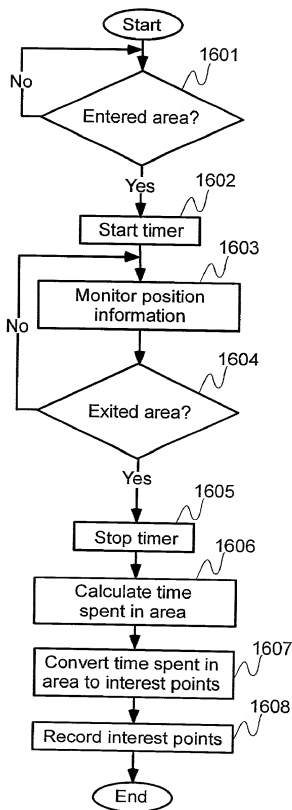 Start
1601
No
Entered area?
Yes
1602
Start timer
1603
Monitor position
information
No
1604
Exited area?
Yes
1605
Stop timer
1606
Calculate time
spent in area
1607
Convert time spent in
area to interest points
1608
Record interest points
End